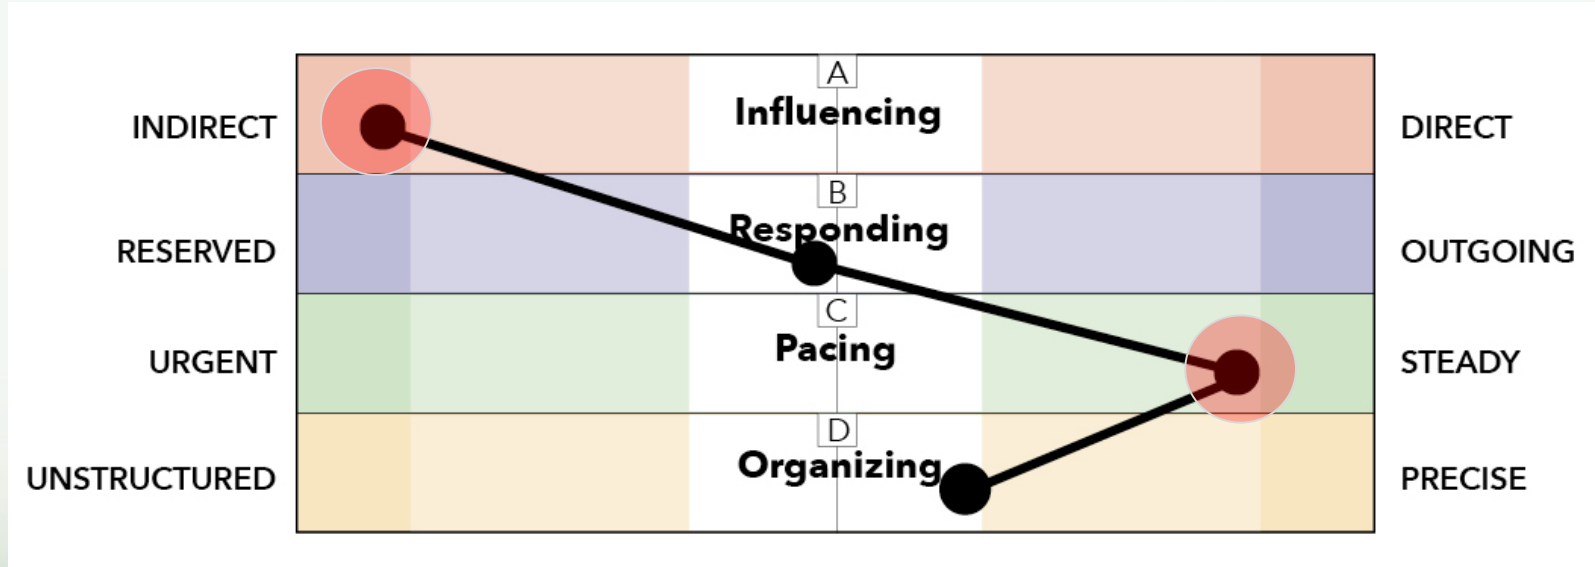 A
Influencing
INDIRECT
DIRECT
B
Responding
RESERVED
OUTGOING
C
Pacing
URGENT
STEADY
D
Organizing
UNSTRUCTURED
PRECISE